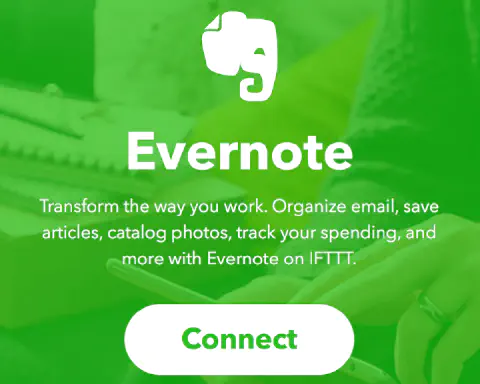 Evernote
Transform the way you work. Organize email, save
articles, catalog photos, track your spending, and
more with Evernote on IFTTT.
Connect